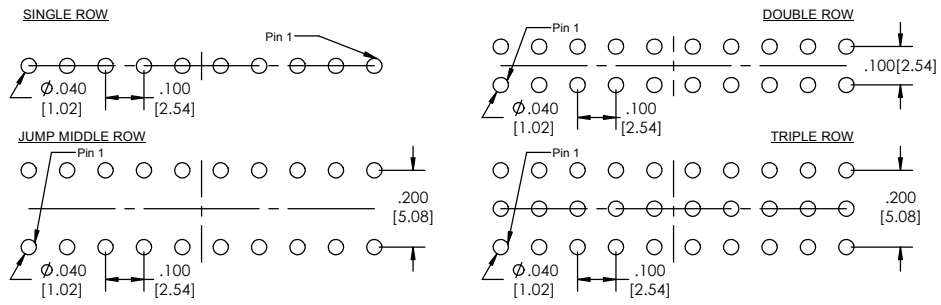 SINGLE ROW
Pin 1
⌀.040
[1.02]
.100
[2.54]
DOUBLE ROW
Pin 1
.100[2.54]
⌀.040
[1.02]
.100
[2.54]
JUMP MIDDLE ROW
Pin 1
.200
[5.08]
⌀.040
[1.02]
.100
[2.54]
TRIPLE ROW
Pin 1
.200
[5.08]
⌀.040
[1.02]
.100
[2.54]